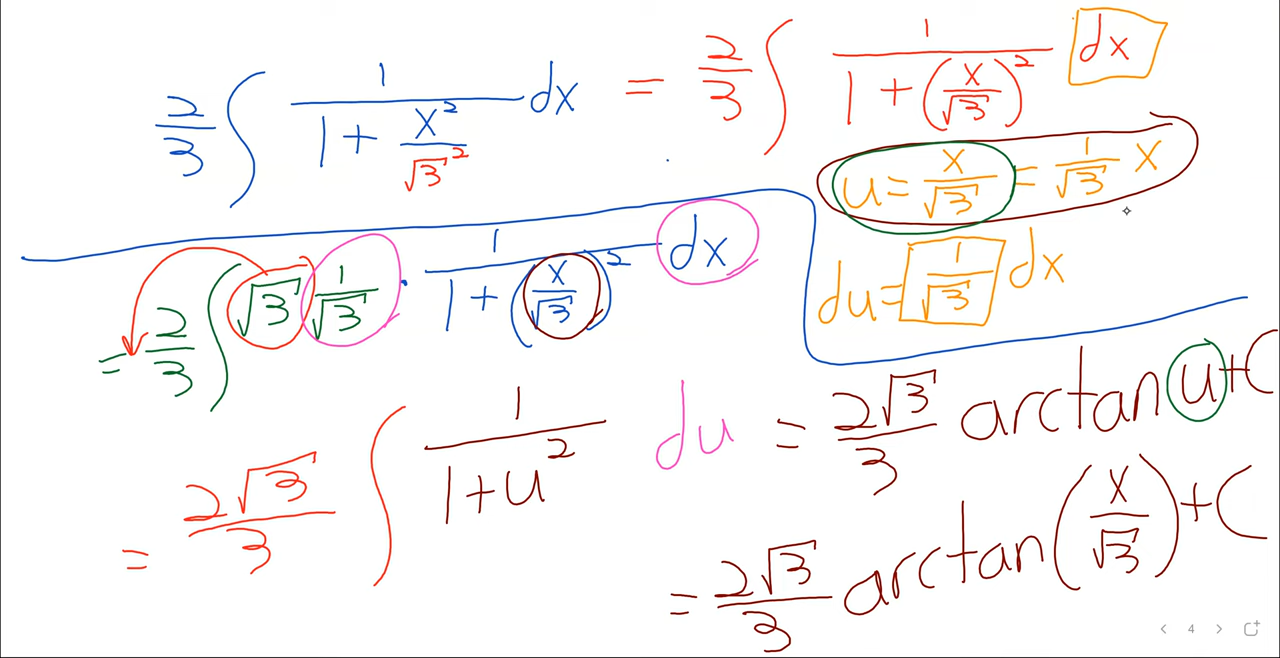 2/3 ∫ 1/(1 + x²/√3²) dx = 2/3 ∫ 1/(1 + (x/√3)²) dx
u = x/√3 = 1/√3 x
du = 1/√3 dx
= 2/3 ∫ √3 1/√3 · 1/(1 + (x/√3)²) dx
= 2√3/3 ∫ 1/(1+u²) du = 2√3/3 arctan u + C
= 2√3/3 arctan(x/√3) + C
< 4 >